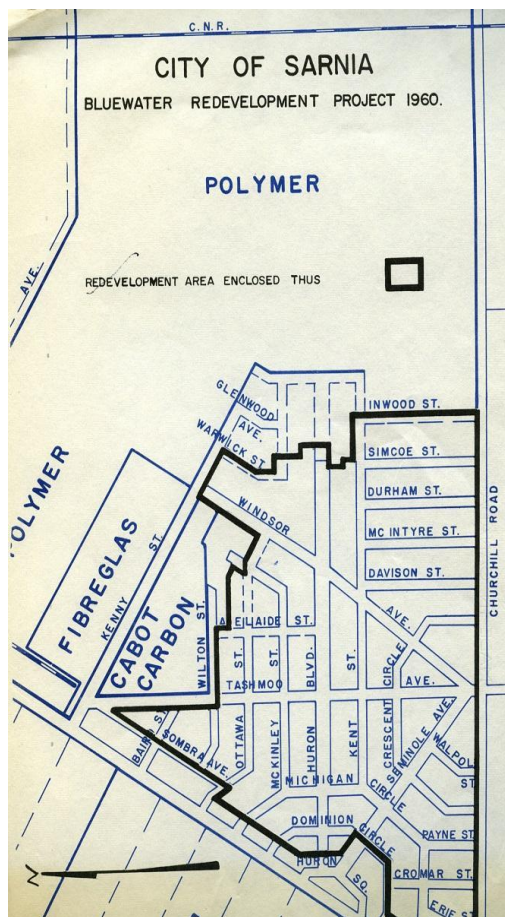 C.N.R.
CITY OF SARNIA
BLUEWATER REDEVELOPMENT PROJECT 1960.
POLYMER
AVE.
REDEVELOPMENT AREA ENCLOSED THUS
GLENWOOD
AVE.
INWOOD ST.
WARWICK ST.
SIMCOE ST.
POLYMER
DURHAM ST.
WINDSOR
AVE.
MC INTYRE ST.
CHURCHILL ROAD
FIBREGLAS
KENNY ST.
DAVISON ST.
CABOT
CARBON
WILTON ST.
ADELAIDE ST.
TASHMOO AVE.
OTTAWA ST.
MCKINLEY ST.
HURON BLVD.
KENT ST.
CRESCENT CIRCLE
SEMINOLE AVE.
WALPOL
ST.
BAIRD ST.
SOMBRA AVE.
MICHIGAN CIRCLE
DOMINION CIRCLE
PAYNE ST.
HURON SQ.
CROMAR ST.
ERIE ST.
N